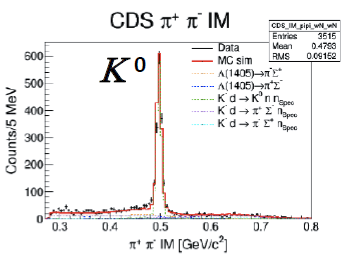 CDS π⁺ π⁻ IM
CDS_IM_pipi_wN_wN
Entries 3515
Mean 0.4783
RMS 0.09152
K⁰
Data
MC sim
Λ(1405)→π⁻Σ⁺
Λ(1405)→π⁺Σ⁻
K⁻ d → K⁰ n n_Spec
K⁻ d → π⁺ Σ⁻ n_Spec
K⁻ d → π⁻ Σ⁺ n_Spec
Counts/5 MeV
600
500
400
300
200
100
0
0.3 0.4 0.5 0.6 0.7 0.8
π⁺ π⁻ IM [GeV/c²]